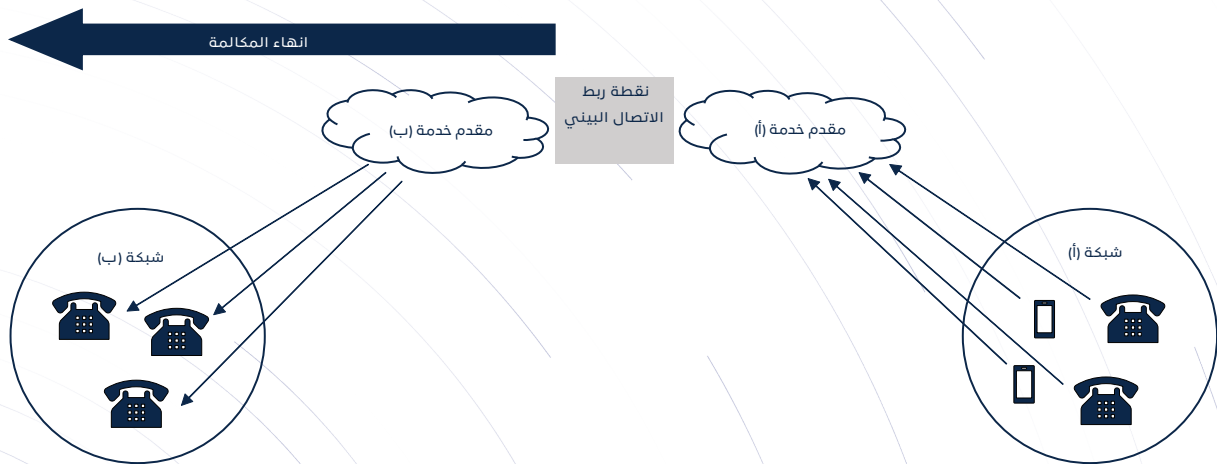 انهاء المكالمة
نقطة ربط
الاتصال البيني
مقدم خدمة (أ)
مقدم خدمة (ب)
شبكة (أ)
شبكة (ب)